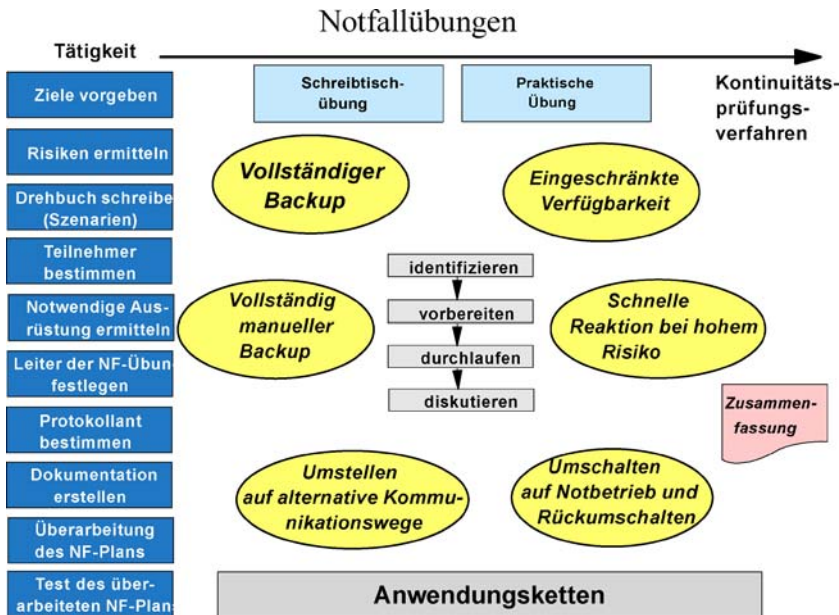 Notfallübungen
Tätigkeit
Ziele vorgeben
Risiken ermitteln
Drehbuch schreibe
(Szenarien)
Teilnehmer
bestimmen
Notwendige Aus-
rüstung ermitteln
Leiter der NF-Übun
festlegen
Protokollant
bestimmen
Dokumentation
erstellen
Überarbeitung
des NF-Plans
Test des über-
arbeiteten NF-Plans
Schreibtisch-
übung
Praktische
Übung
Kontinuitäts-
prüfungs-
verfahren
Vollständiger
Backup
Eingeschränkte
Verfügbarkeit
Vollständig
manueller
Backup
identifizieren
vorbereiten
durchlaufen
diskutieren
Schnelle
Reaktion bei hohem
Risiko
Zusammen-
fassung
Umstellen
auf alternative Kommu-
nikationswege
Umschalten
auf Notbetrieb und
Rückumschalten
Anwendungsketten